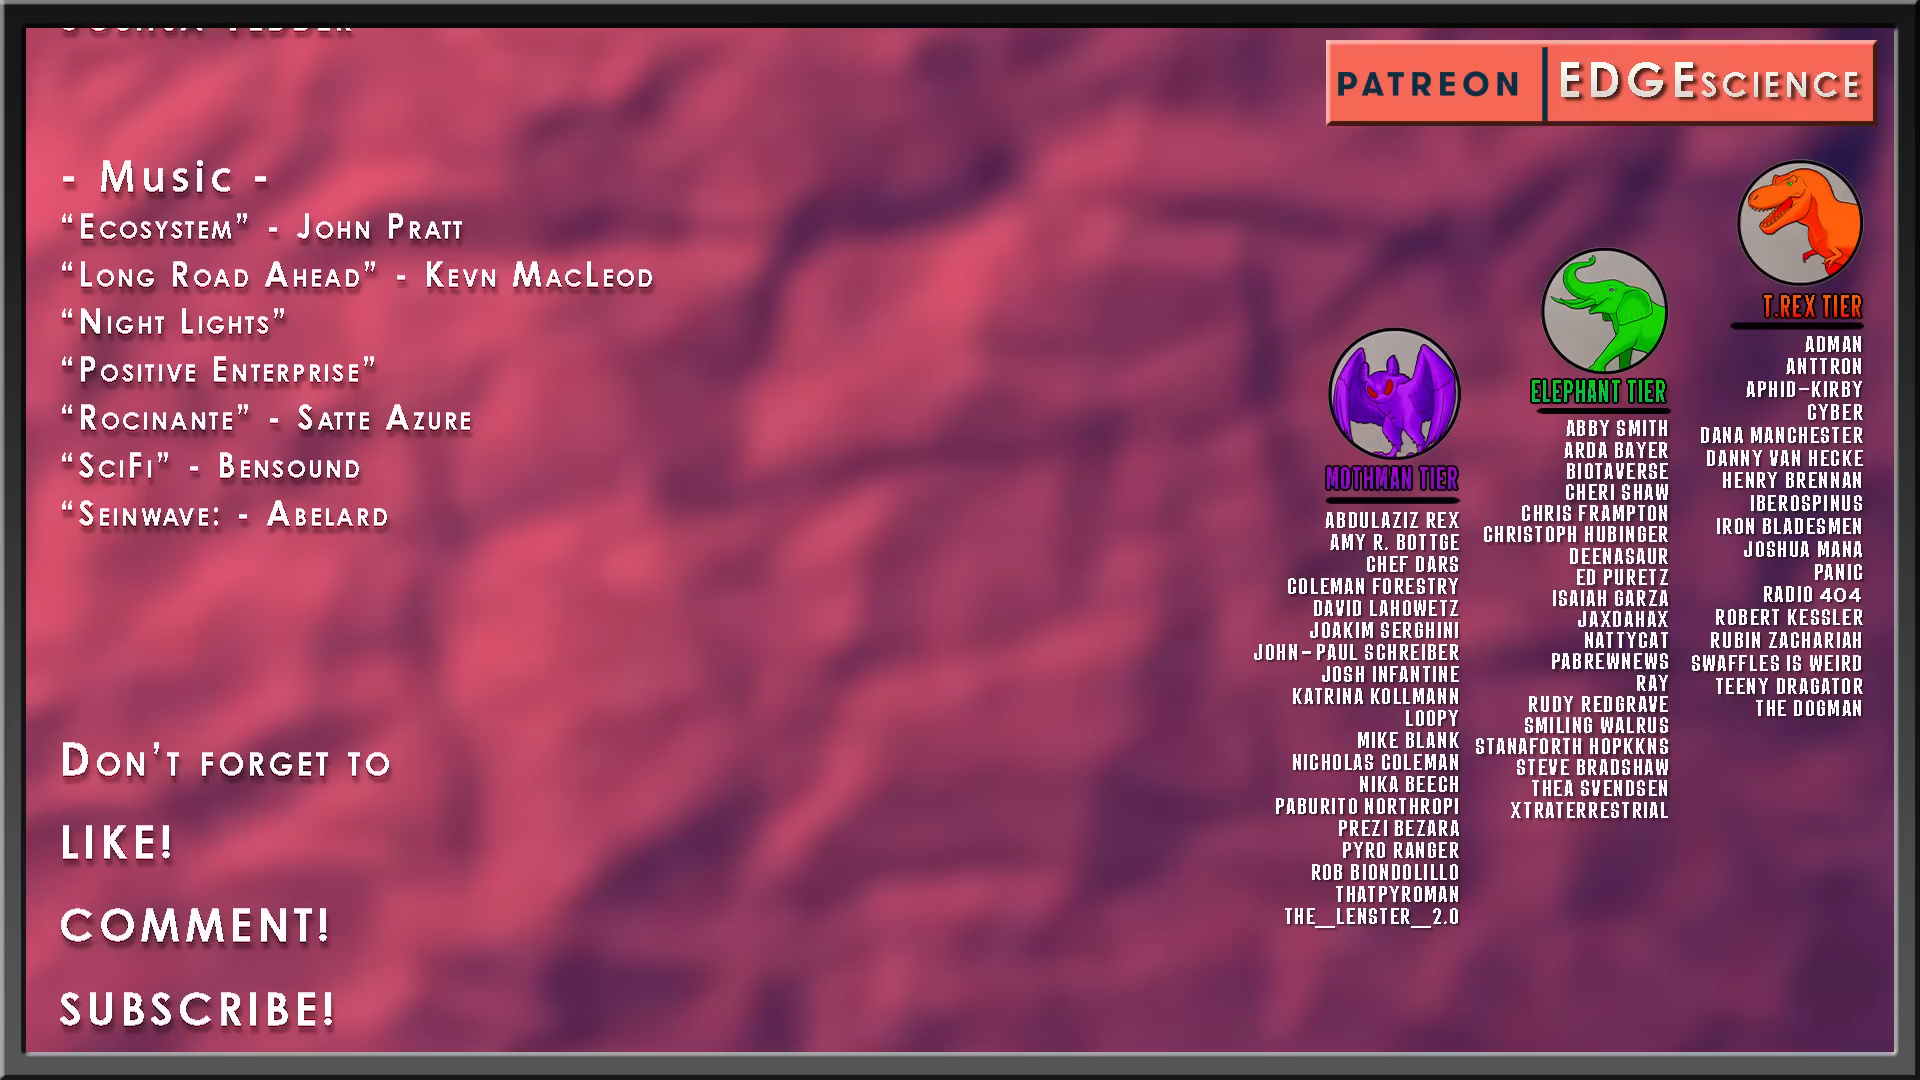 - Music -
“Ecosystem” - John Pratt
“Long Road Ahead” - Kevn MacLeod
“Night Lights”
“Positive Enterprise”
“Rocinante” - Satte Azure
“SciFi” - Bensound
“Seinwave: - Abelard
Don’t forget to
LIKE!
COMMENT!
SUBSCRIBE!
PATREON | EDGESCIENCE
MOTHMAN TIER
ABDULAZIZ REX
AMY R. BOTTGE
CHEF DARS
COLEMAN FORESTRY
DAVID LAHOWETZ
JOAKIM SERGHINI
JOHN-PAUL SCHREIBER
JOSH INFANTINE
KATRINA KOLLMANN
LOOPY
MIKE BLANK
NICHOLAS COLEMAN
NIKA BEECH
PABURITO NORTHROPI
PREZI BEZARA
PYRO RANGER
ROB BIONDOLILLO
THATPYROMAN
THE__LENSTER__2.0
ELEPHANT TIER
ABBY SMITH
ARDA BAYER
BIOTAVERSE
CHERI SHAW
CHRIS FRAMPTON
CHRISTOPH HUBINGER
DEENASAUR
ED PURETZ
ISAIAH GARZA
JAXDAHAX
NATTYCAT
PABREWNEWS
RAY
RUDY REDGRAVE
SMILING WALRUS
STANAFORTH HOPKKNS
STEVE BRADSHAW
THEA SVENDSEN
XTRATERRESTRIAL
T.REX TIER
ADMAN
ANTTRON
APHID-KIRBY
CYBER
DANA MANCHESTER
DANNY VAN HECKE
HENRY BRENNAN
IBEROSPINUS
IRON BLADESMEN
JOSHUA MANA
PANIC
RADIO 404
ROBERT KESSLER
RUBIN ZACHARIAH
SWAFFLES IS WEIRD
TEENY DRAGATOR
THE DOGMAN